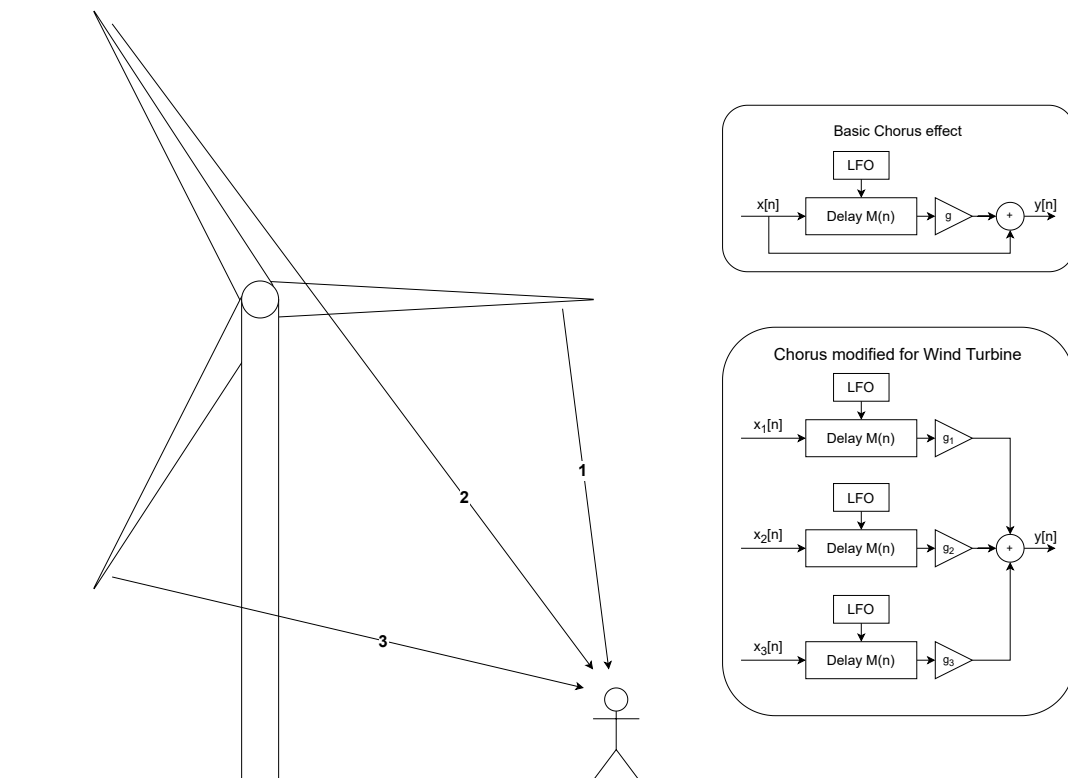 Basic Chorus effect
LFO
x[n]
Delay M(n)
g
+
y[n]
Chorus modified for Wind Turbine
LFO
x₁[n]
Delay M(n)
g₁
1
2
LFO
x₂[n]
Delay M(n)
g₂
+
y[n]
LFO
3
x₃[n]
Delay M(n)
g₃